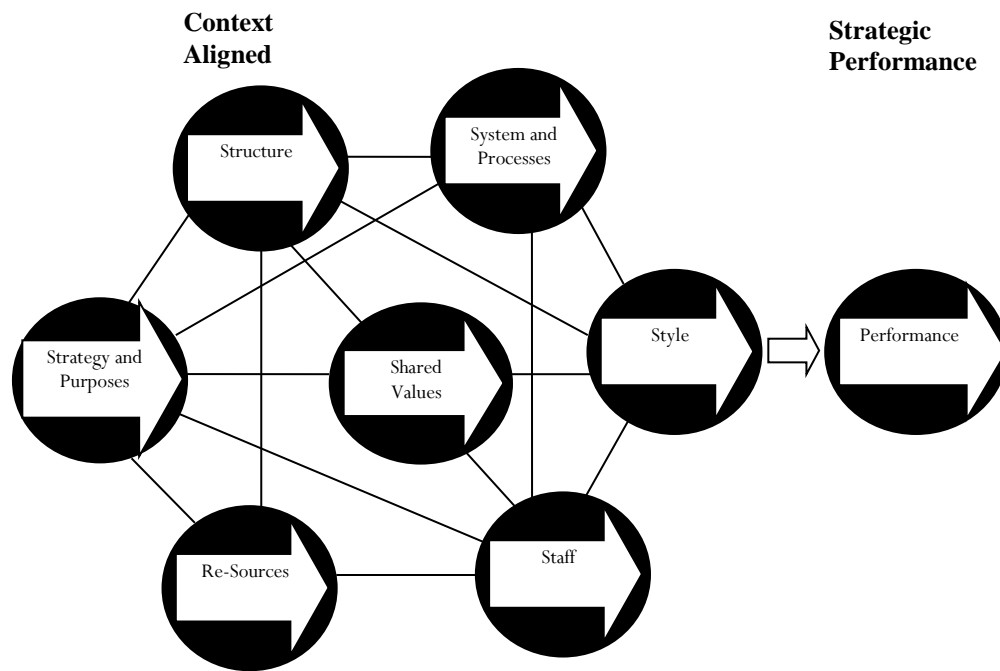 Context
Aligned
Strategic
Performance
Structure
System and
Processes
Strategy and
Purposes
Shared
Values
Style
Performance
Re-Sources
Staff